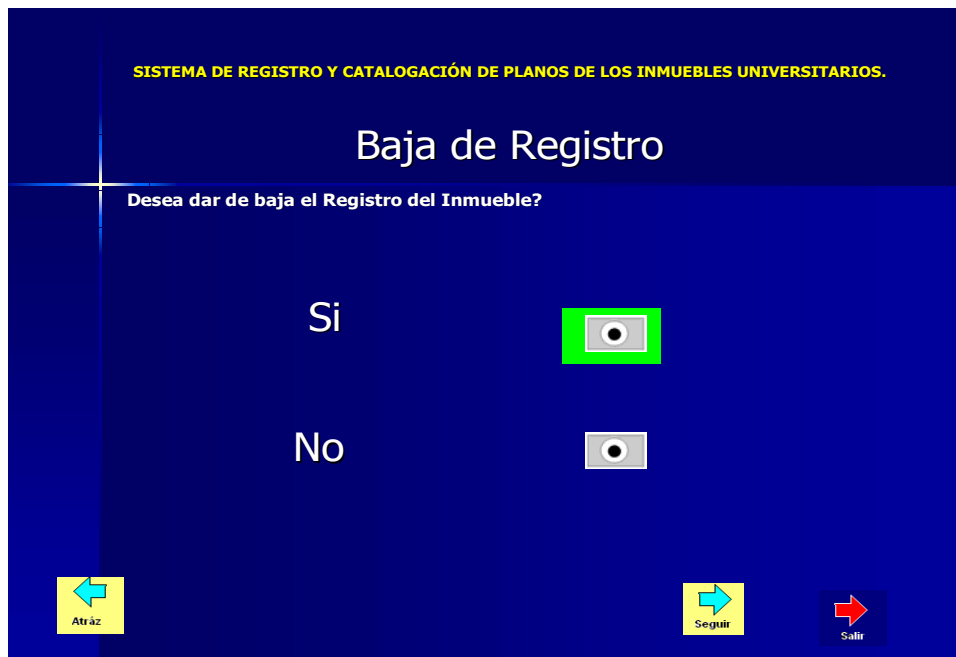 SISTEMA DE REGISTRO Y CATALOGACIÓN DE PLANOS DE LOS INMUEBLES UNIVERSITARIOS.
Baja de Registro
Desea dar de baja el Registro del Inmueble?
Si
No
Atráz
Seguir
Salir